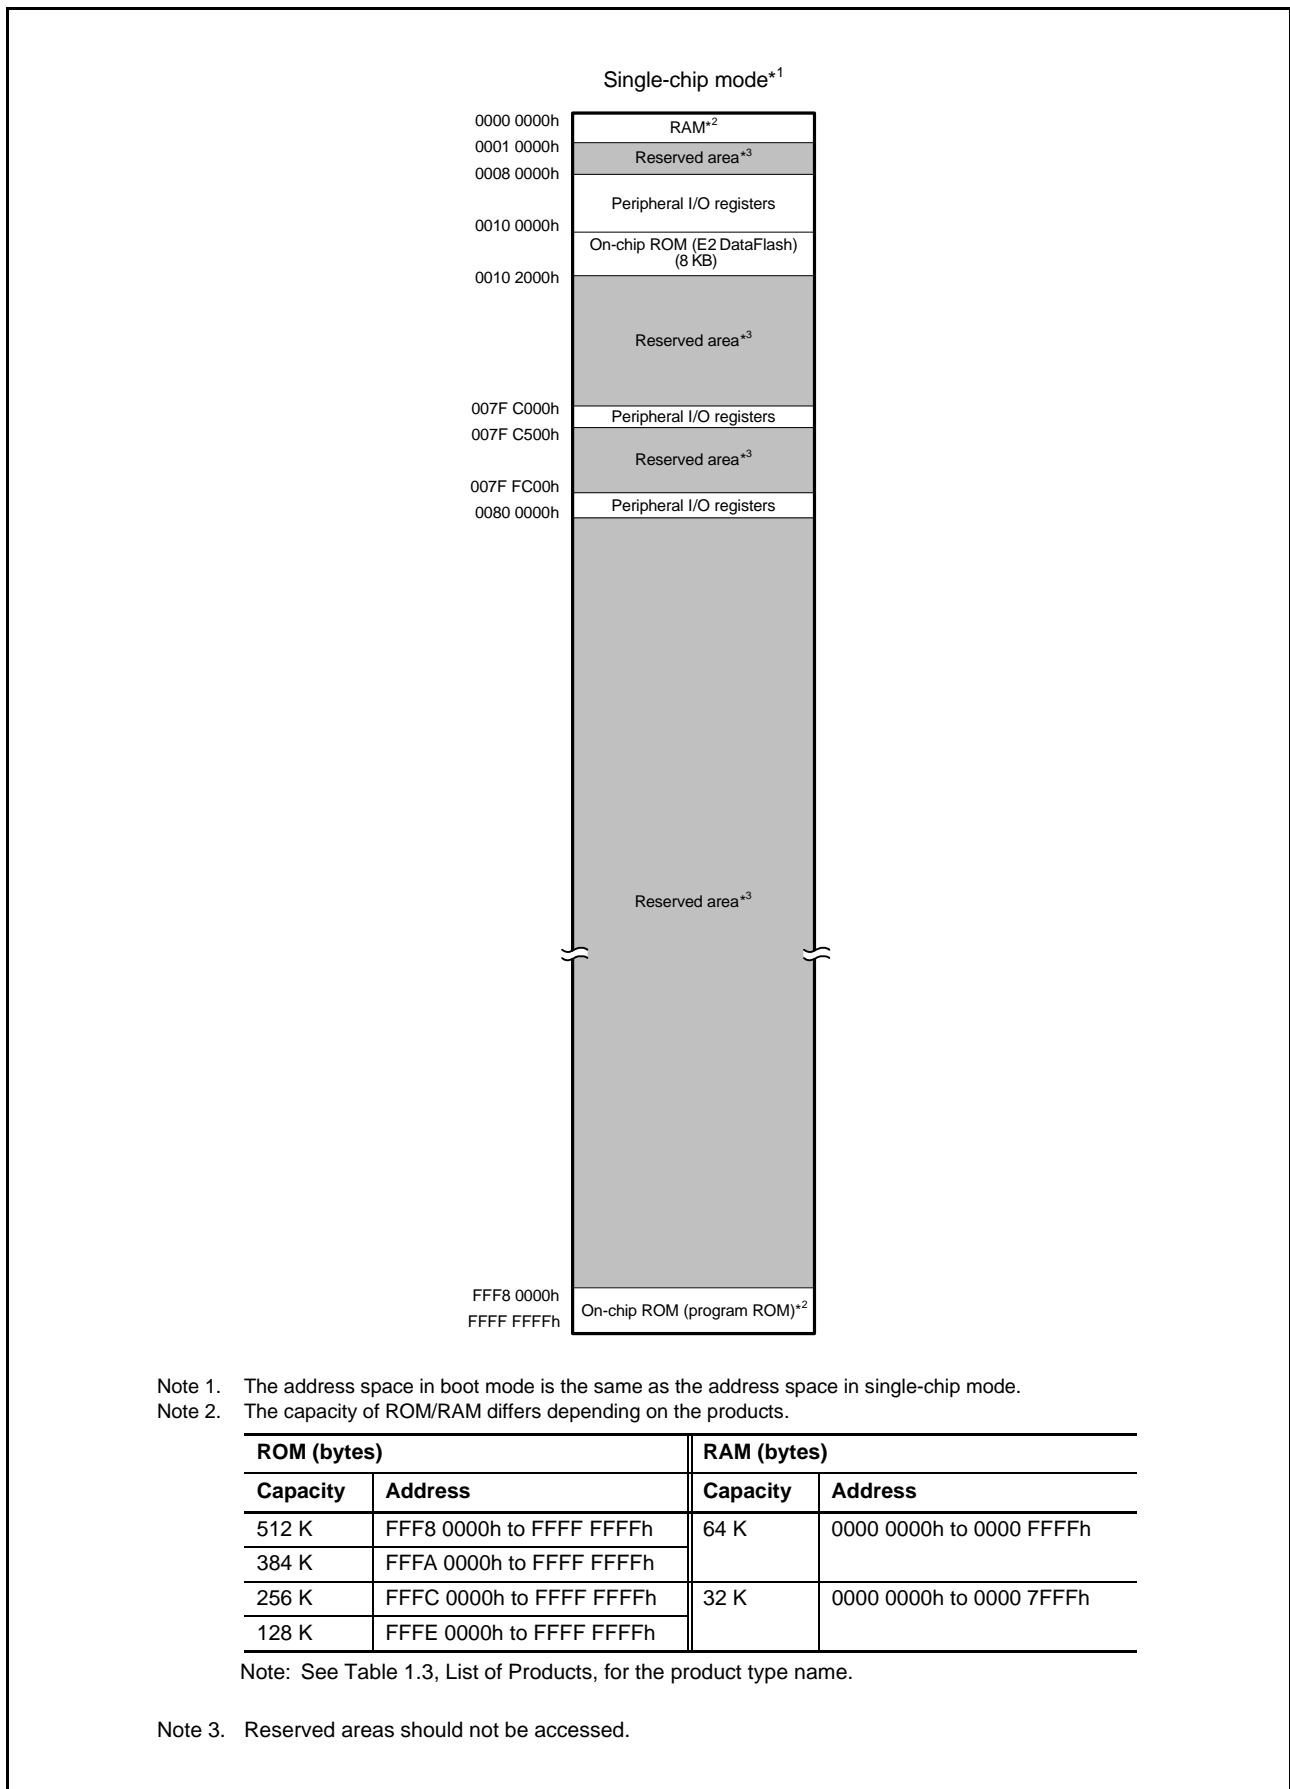 Single-chip mode*1
0000 0000h
RAM*2
0001 0000h
Reserved area*3
0008 0000h
Peripheral I/O registers
0010 0000h
On-chip ROM (E2 DataFlash)
(8 KB)
0010 2000h
Reserved area*3
007F C000h
Peripheral I/O registers
007F C500h
Reserved area*3
007F FC00h
Peripheral I/O registers
0080 0000h
Reserved area*3
FFF8 0000h
On-chip ROM (program ROM)*2
FFFF FFFFh
Note 1. The address space in boot mode is the same as the address space in single-chip mode.
Note 2. The capacity of ROM/RAM differs depending on the products.
ROM (bytes) RAM (bytes)
Capacity Address Capacity Address
512 K FFF8 0000h to FFFF FFFFh 64 K 0000 0000h to 0000 FFFFh
384 K FFFA 0000h to FFFF FFFFh
256 K FFFC 0000h to FFFF FFFFh 32 K 0000 0000h to 0000 7FFFh
128 K FFFE 0000h to FFFF FFFFh
Note: See Table 1.3, List of Products, for the product type name.
Note 3. Reserved areas should not be accessed.